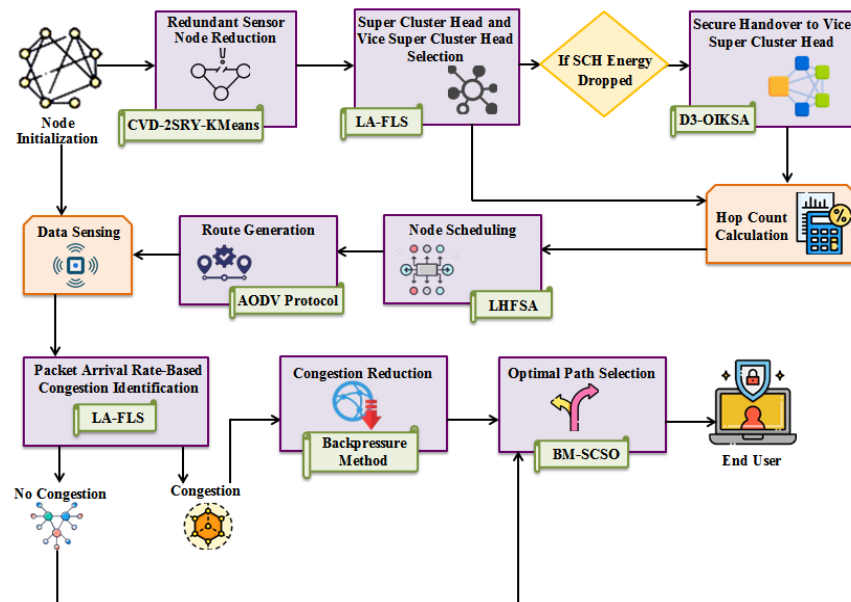 Node
Initialization
Redundant Sensor
Node Reduction
CVD-2SRY-KMeans
Super Cluster Head and
Vice Super Cluster Head
Selection
LA-FLS
If SCH Energy
Dropped
Secure Handover to Vice
Super Cluster Head
D3-OIKSA
Hop Count
Calculation
%
Node Scheduling
LHFSA
Route Generation
AODV Protocol
Data Sensing
Packet Arrival Rate-Based
Congestion Identification
LA-FLS
No Congestion
Congestion
Congestion Reduction
Backpressure
Method
Optimal Path Selection
BM-SCSO
End User